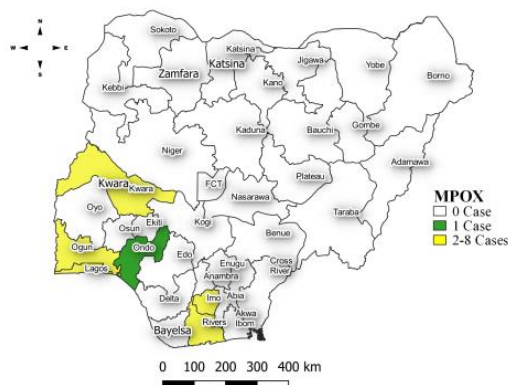 N
W E
S
Sokoto
Katsina
Zamfara
Katsina
Jigawa
Yobe
Kebbi
Kano
Borno
Kaduna
Bauchi
Gombe
Niger
Adamawa
Plateau
FCT
Kwara
Kwara
Nasarawa
Taraba
Oyo
Kogi
Osun
Ekiti
Benue
Ogun
Ondo
Edo
Enugu
Cross
River
Lagos
Anambra
Delta
Imo
Abia
Bayelsa
Rivers
Akwa
Ibom
MPOX
0 Case
1 Case
2-8 Cases
0 100 200 300 400 km